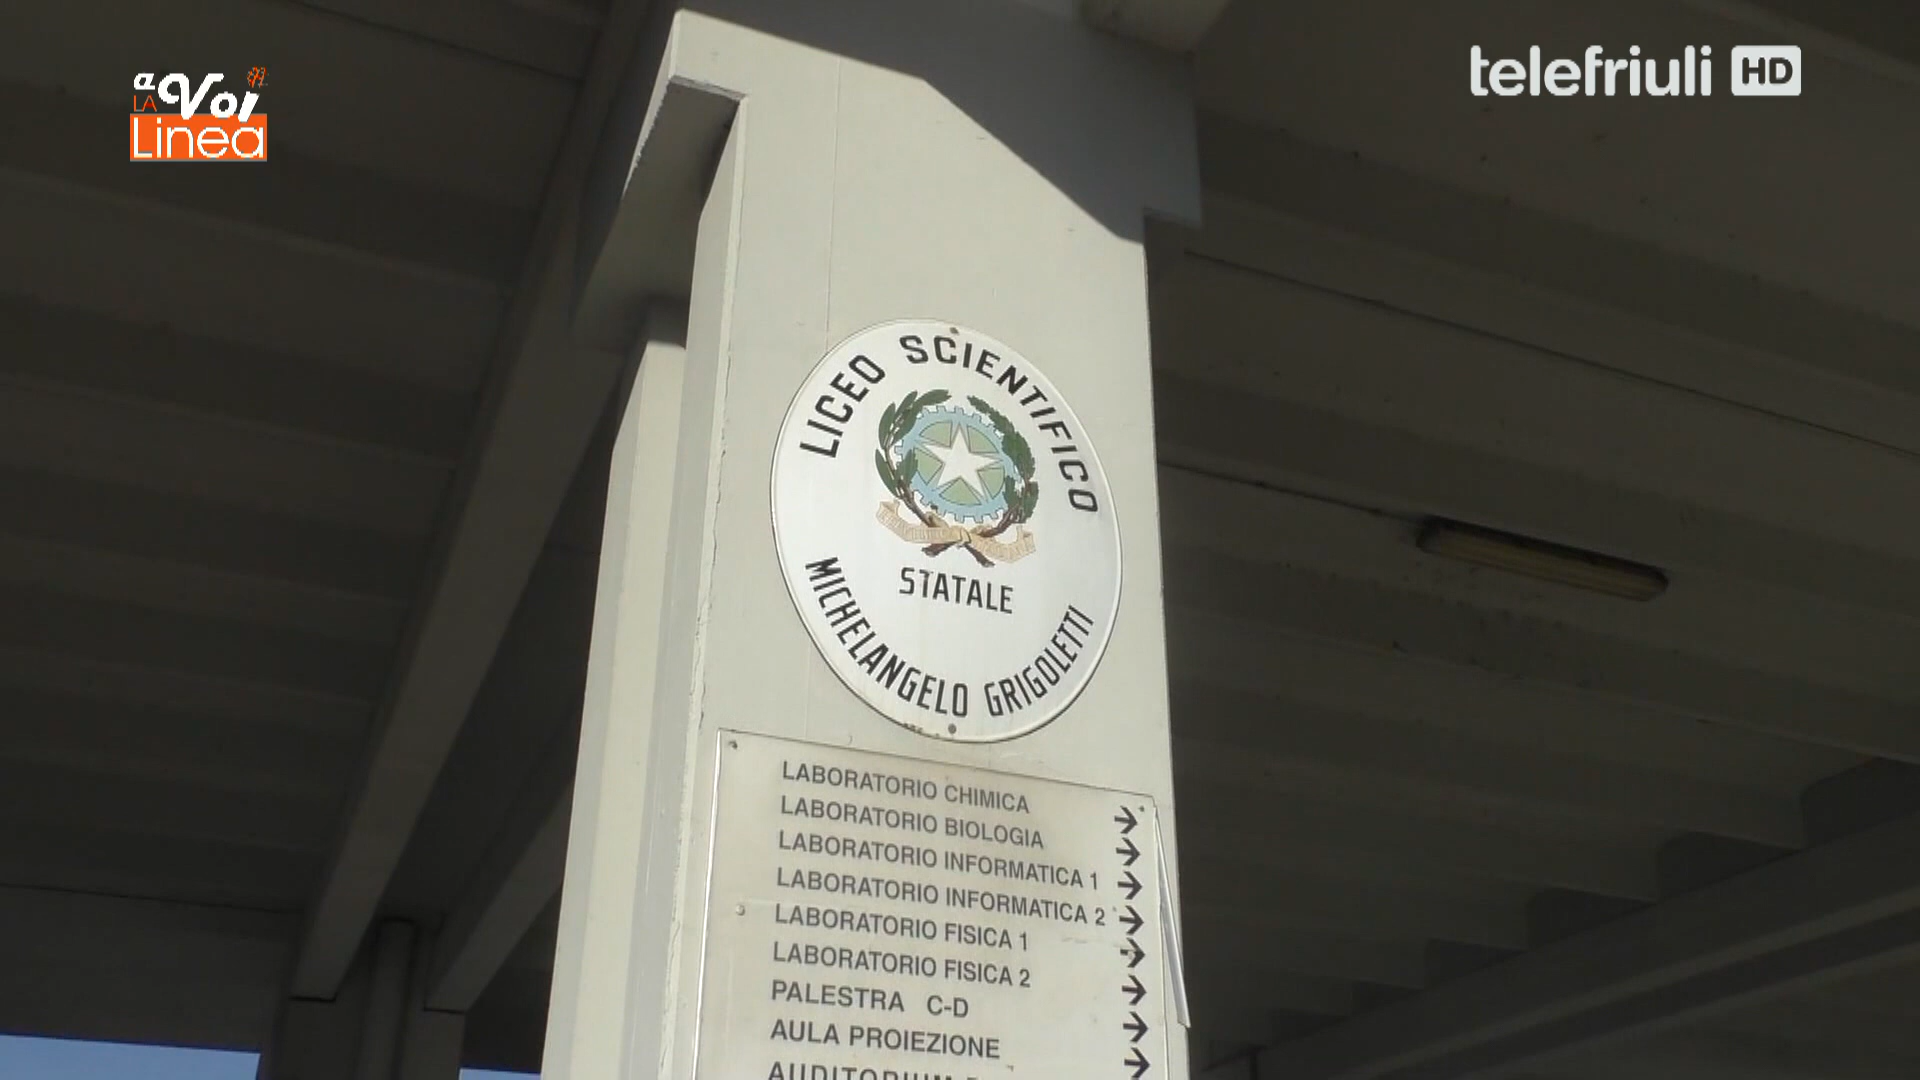 a Voi
LA
Linea
telefriuli HD
LICEO SCIENTIFICO
STATALE
MICHELANGELO GRIGOLETTI
LABORATORIO CHIMICA
LABORATORIO BIOLOGIA
LABORATORIO INFORMATICA 1
LABORATORIO INFORMATICA 2
LABORATORIO FISICA 1
LABORATORIO FISICA 2
PALESTRA C-D
AULA PROIEZIONE
AUDITORIUM